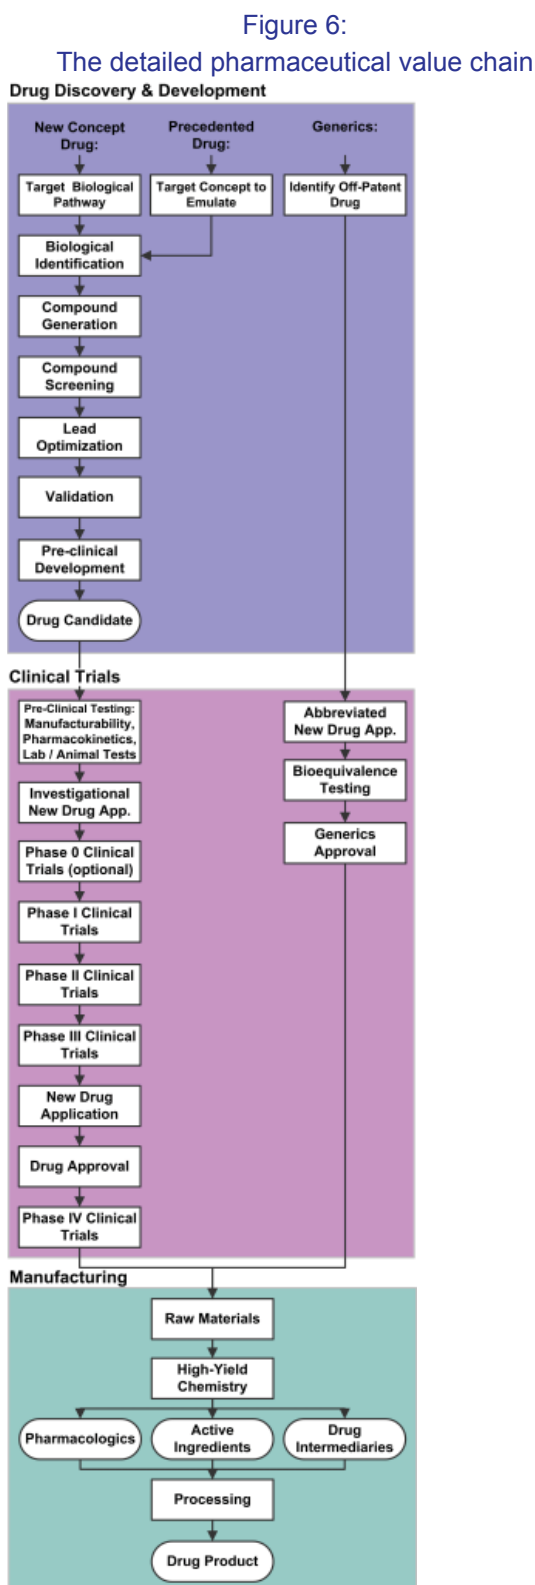 Figure 6:
The detailed pharmaceutical value chain
Drug Discovery & Development
New Concept
Drug:
Precedented
Drug:
Generics:
Target Biological
Pathway
Target Concept to
Emulate
Identify Off-Patent
Drug
Biological
Identification
Compound
Generation
Compound
Screening
Lead
Optimization
Validation
Pre-clinical
Development
Drug Candidate
Clinical Trials
Pre-Clinical Testing:
Manufacturability,
Pharmacokinetics,
Lab / Animal Tests
Abbreviated
New Drug App.
Bioequivalence
Testing
Generics
Approval
Investigational
New Drug App.
Phase 0 Clinical
Trials (optional)
Phase I Clinical
Trials
Phase II Clinical
Trials
Phase III Clinical
Trials
New Drug
Application
Drug Approval
Phase IV Clinical
Trials
Manufacturing
Raw Materials
High-Yield
Chemistry
Pharmacologics
Active
Ingredients
Drug
Intermediaries
Processing
Drug Product